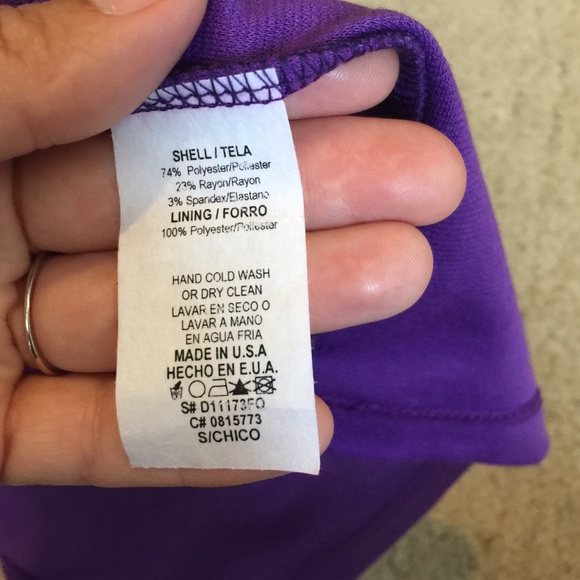 SHELL / TELA
74% Polyester/Poliester
23% Rayon/Rayon
3% Spandex/Elastano
LINING / FORRO
100% Polyester/Poliester
HAND COLD WASH
OR DRY CLEAN
LAVAR EN SECO O
LAVAR A MANO
EN AGUA FRIA
MADE IN U.S.A
HECHO EN E.U.A.
S# D11173FQ
C# 0815773
S/CHICO